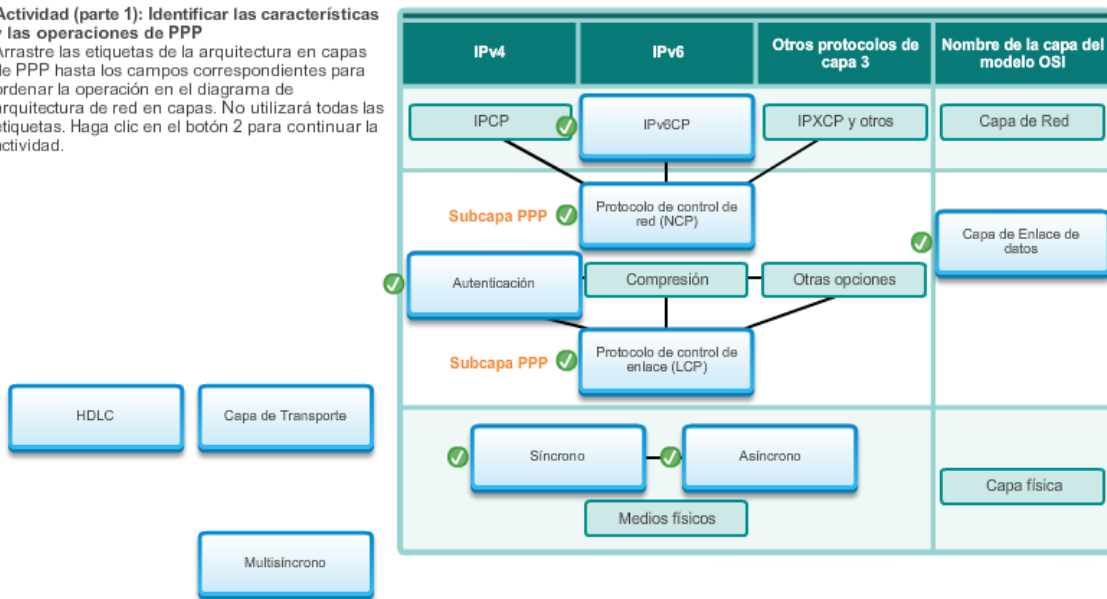 Actividad (parte 1): Identificar las características
y las operaciones de PPP
Arrastre las etiquetas de la arquitectura en capas
de PPP hasta los campos correspondientes para
ordenar la operación en el diagrama de
arquitectura de red en capas. No utilizará todas las
etiquetas. Haga clic en el botón 2 para continuar la
actividad.
IPv4
IPv6
Otros protocolos de
capa 3
Nombre de la capa del
modelo OSI
IPCP
IPv6CP
IPXCP y otros
Capa de Red
Subcapa PPP
Protocolo de control de
red (NCP)
Capa de Enlace de
datos
Autenticación
Compresión
Otras opciones
Subcapa PPP
Protocolo de control de
enlace (LCP)
HDLC
Capa de Transporte
Síncrono
Asíncrono
Capa física
Medios físicos
Multisíncrono